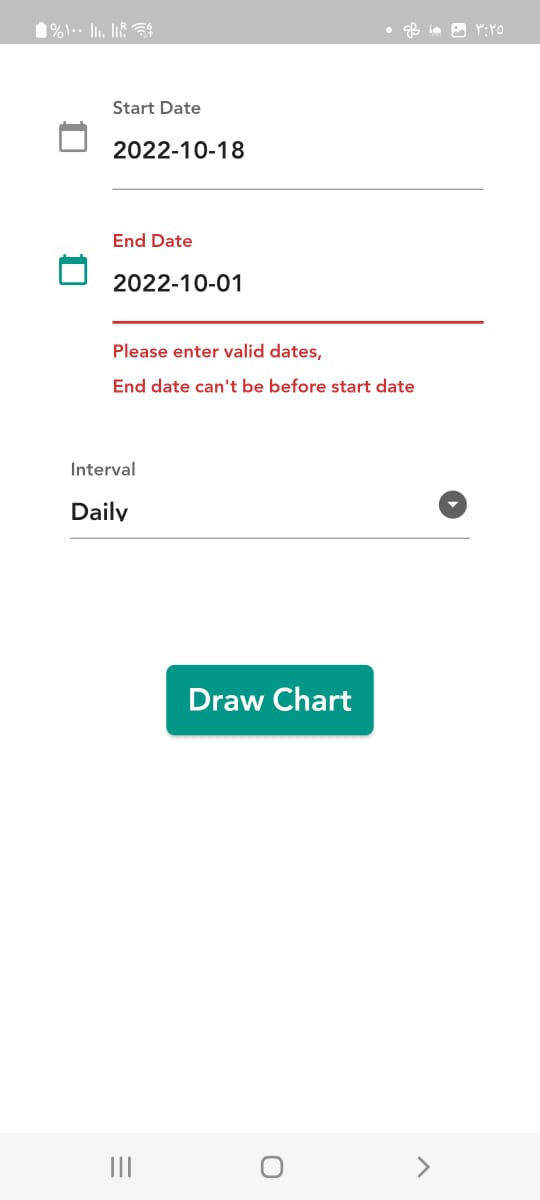 %١٠٠
٣:٢٥
Start Date
2022-10-18
End Date
2022-10-01
Please enter valid dates,
End date can't be before start date
Interval
Daily
Draw Chart